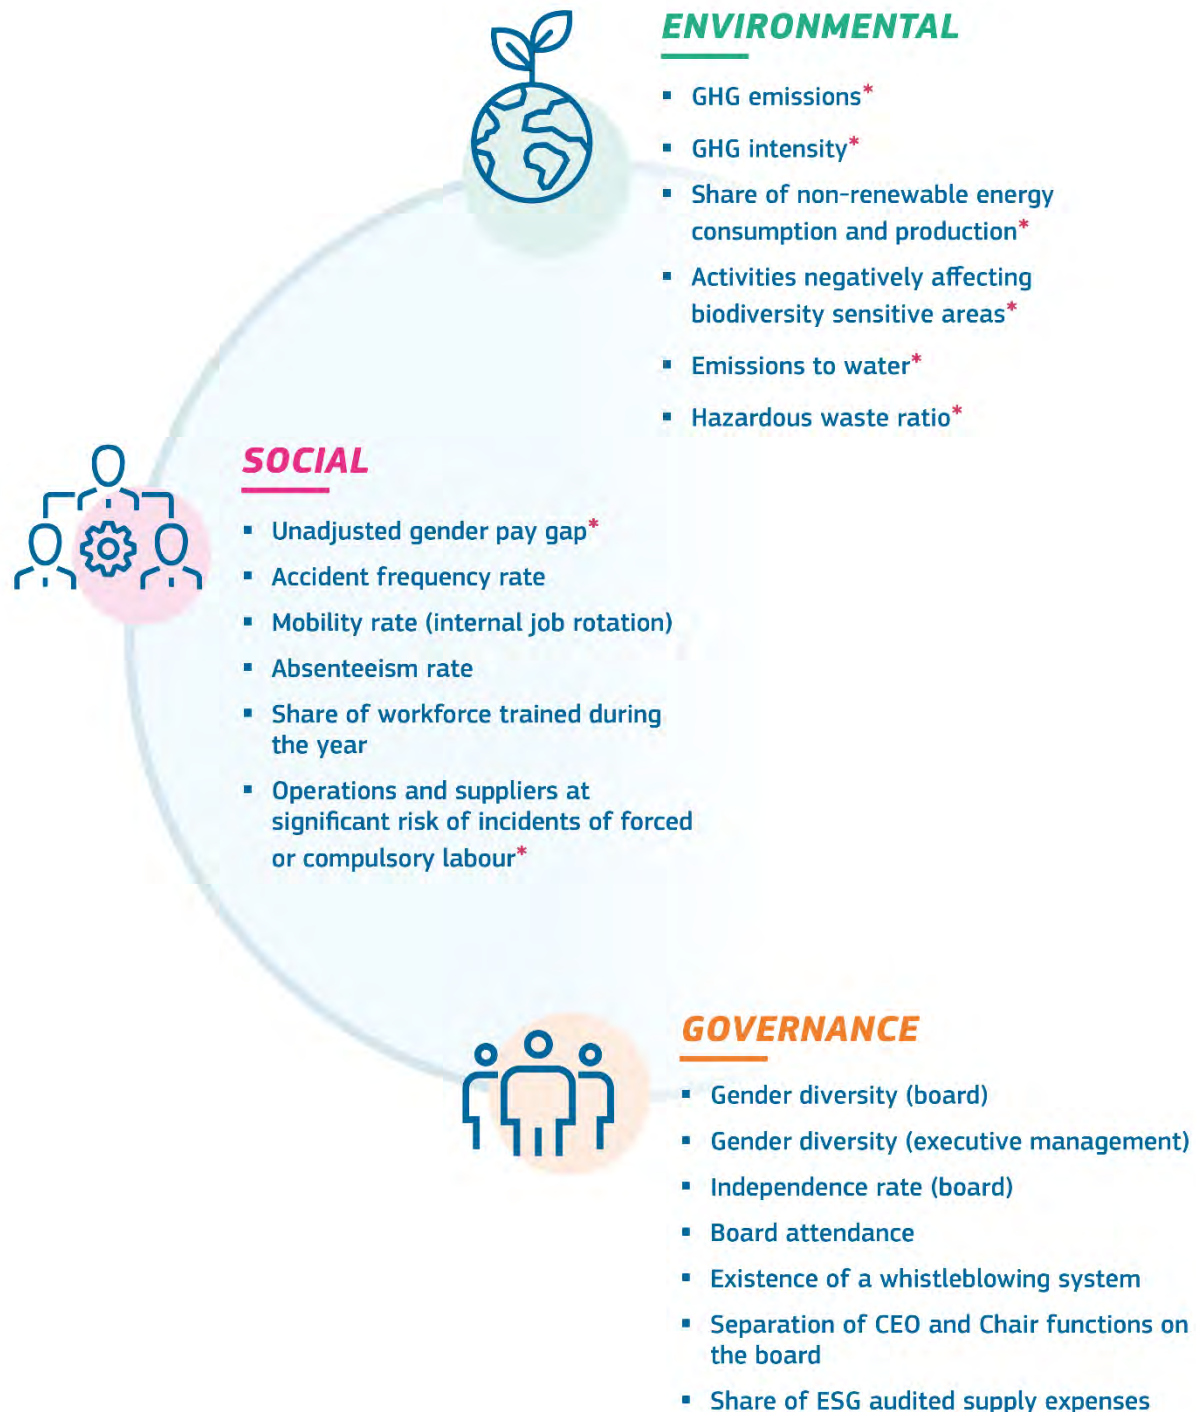 ENVIRONMENTAL
▪ GHG emissions*
▪ GHG intensity*
▪ Share of non-renewable energy
consumption and production*
▪ Activities negatively affecting
biodiversity sensitive areas*
▪ Emissions to water*
▪ Hazardous waste ratio*
SOCIAL
▪ Unadjusted gender pay gap*
▪ Accident frequency rate
▪ Mobility rate (internal job rotation)
▪ Absenteeism rate
▪ Share of workforce trained during
the year
▪ Operations and suppliers at
significant risk of incidents of forced
or compulsory labour*
GOVERNANCE
▪ Gender diversity (board)
▪ Gender diversity (executive management)
▪ Independence rate (board)
▪ Board attendance
▪ Existence of a whistleblowing system
▪ Separation of CEO and Chair functions on
the board
▪ Share of ESG audited supply expenses